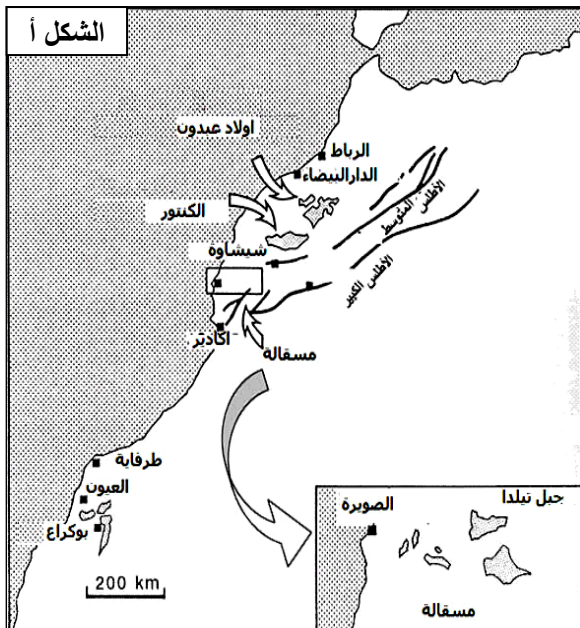 الشكل أ
اولاد عبدون
الرباط
الدارالبيضاء
الكنتور
الأطلس المتوسط
شيشاوة
الأطلس الكبير
اكادير
مسقالة
طرفاية
العيون
بوكراع
200 km
جبل تيلدا
الصويرة
مسقالة